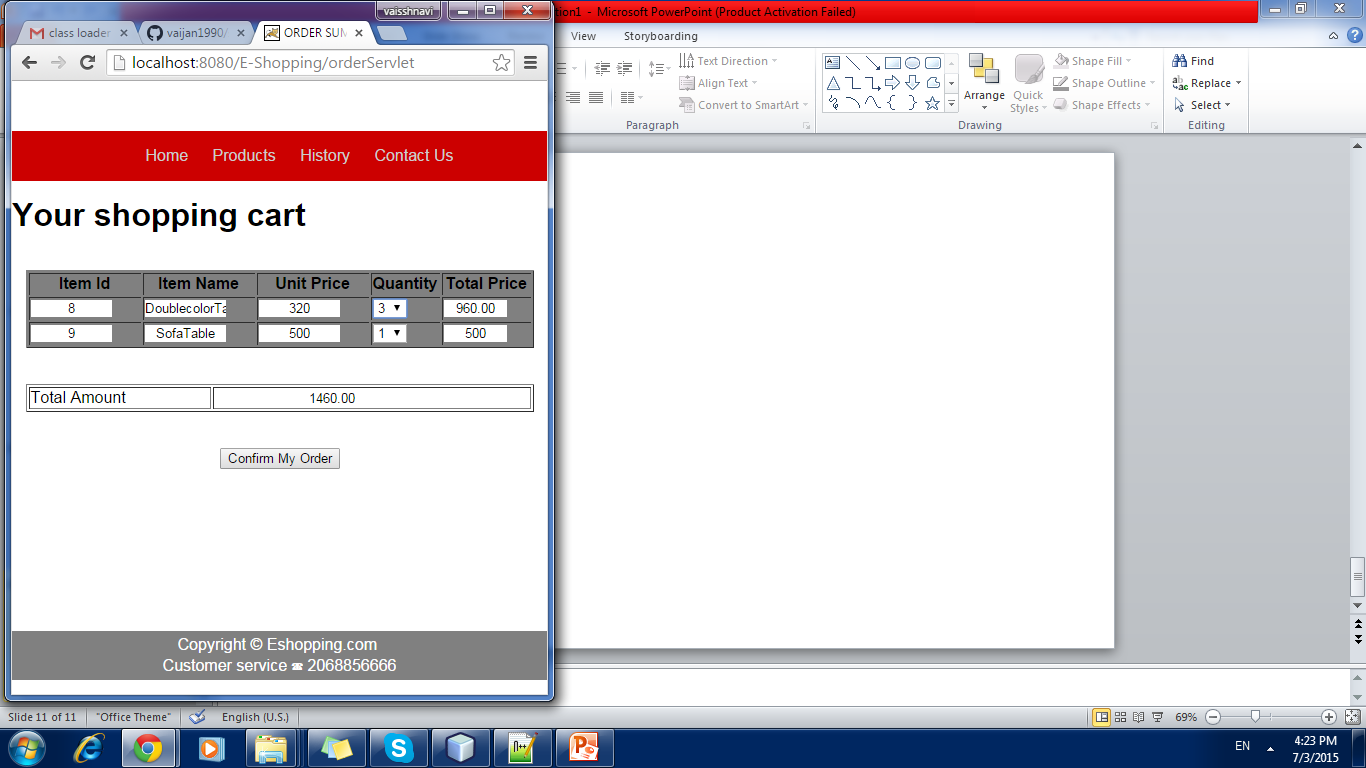 vaisshnavi
class loader
vaijan1990/
ORDER SUM
localhost:8080/E-Shopping/orderServlet
Home Products History Contact Us
Your shopping cart
Item Id Item Name Unit Price Quantity Total Price
8 DoublecolorTa 320 3 960.00
9 SofaTable 500 1 500
Total Amount 1460.00
Confirm My Order
Copyright © Eshopping.com
Customer service ☎ 2068856666
tion1 - Microsoft PowerPoint (Product Activation Failed)
View Storyboarding
Text Direction
Align Text
Convert to SmartArt
Paragraph
Arrange
Quick
Styles
Shape Fill
Shape Outline
Shape Effects
Drawing
Find
Replace
Select
Editing
Slide 11 of 11 "Office Theme" English (U.S.) 69%
EN
4:23 PM
7/3/2015